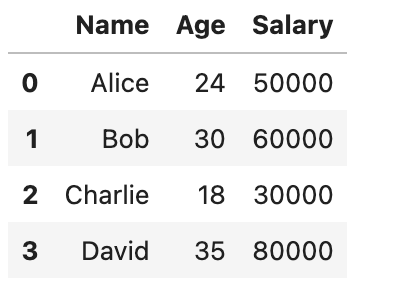 Name Age Salary
0 Alice 24 50000
1 Bob 30 60000
2 Charlie 18 30000
3 David 35 80000